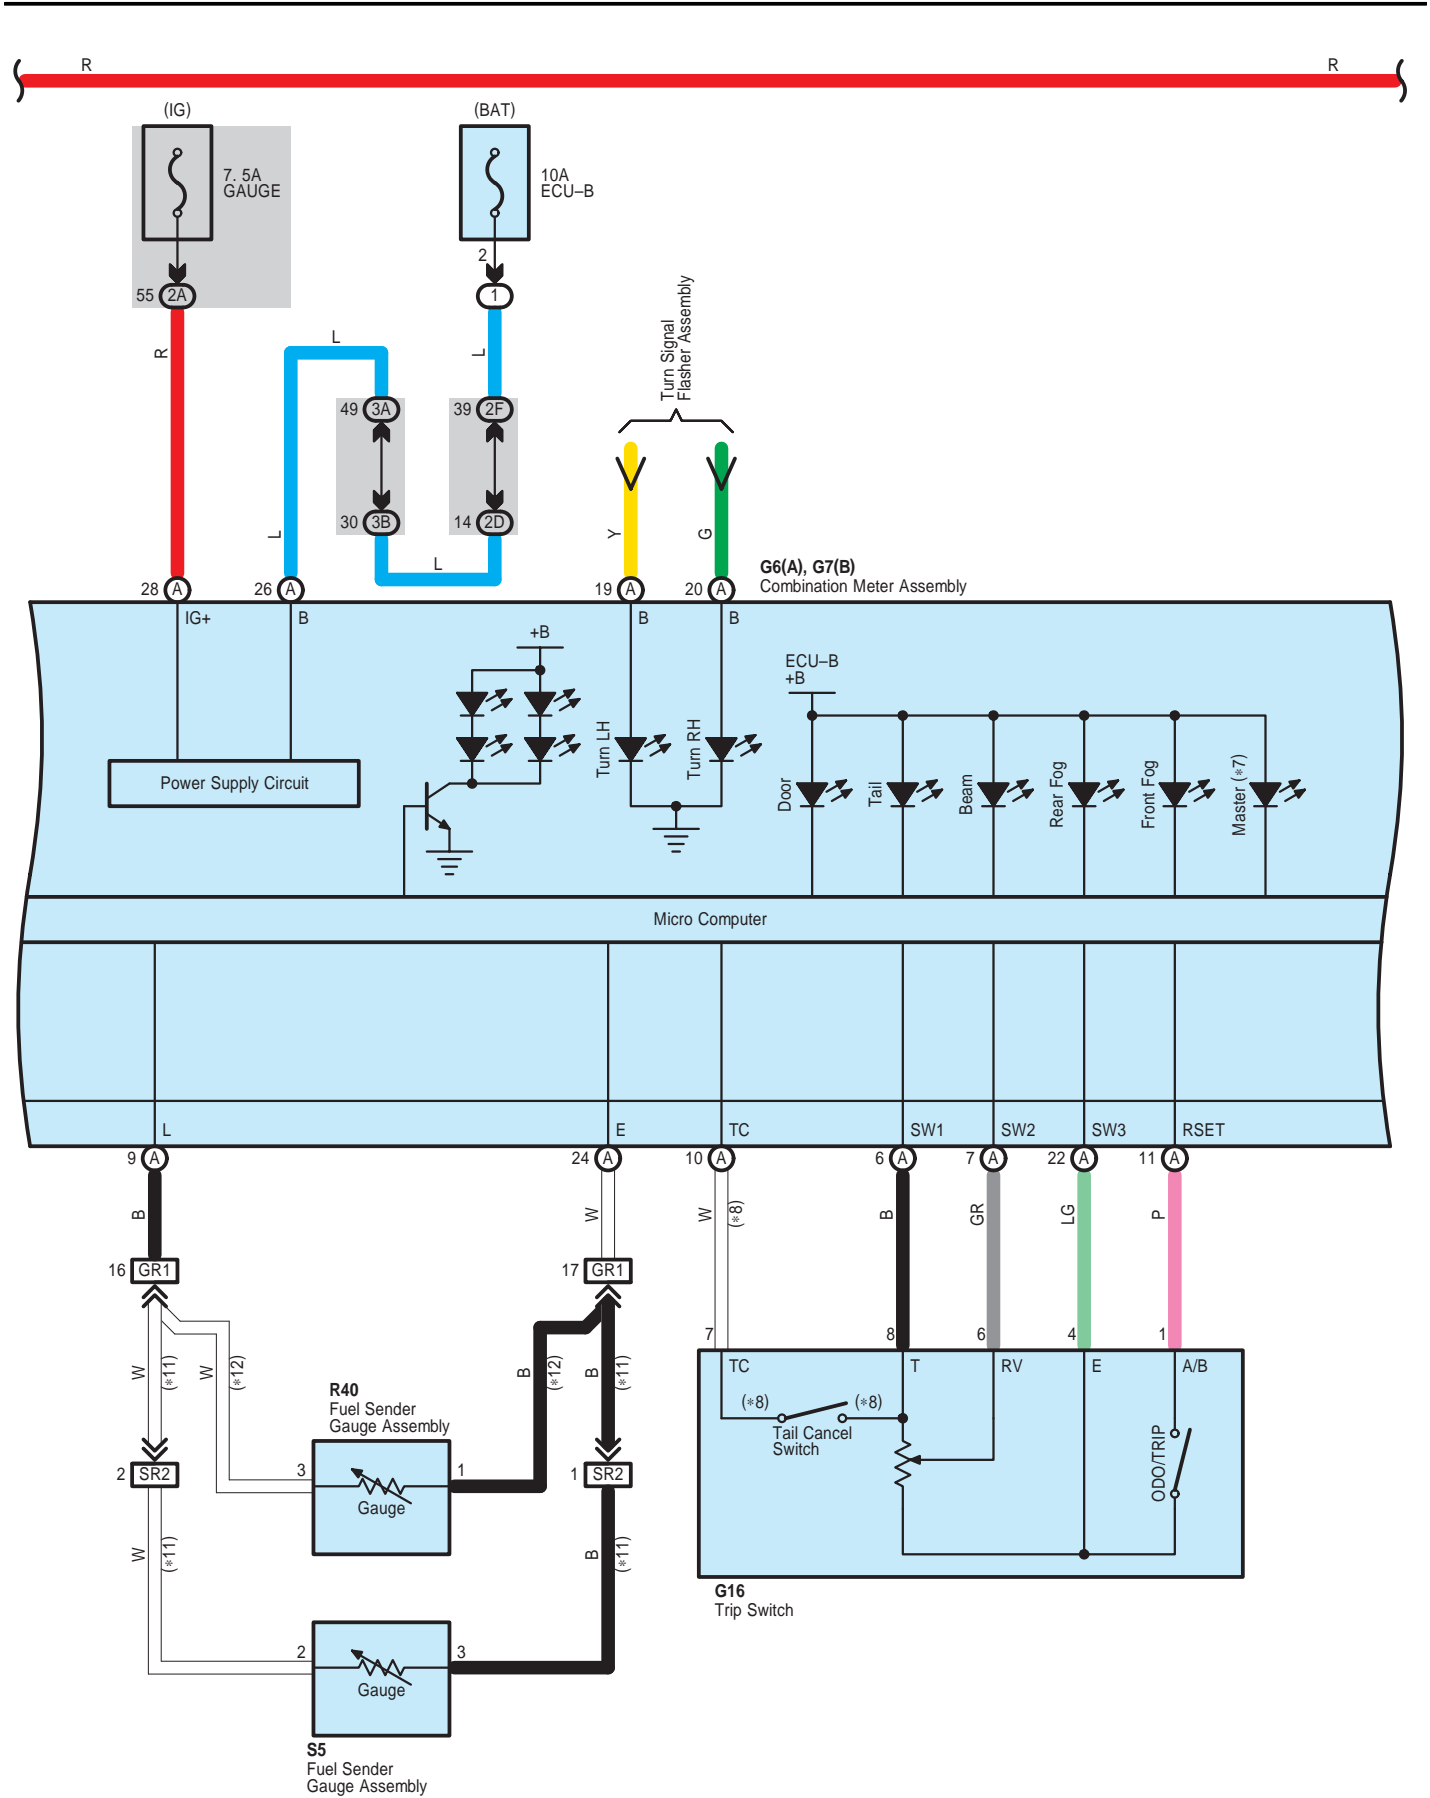 R
R
(IG)
(BAT)
7. 5A
GAUGE
10A
ECU–B
2
55
2A
1
R
L
L
Turn Signal
Flasher Assembly
49
3A
39
2F
30
3B
14
2D
L
L
Y
G
G6(A), G7(B)
Combination Meter Assembly
28
A
26
A
19
A
20
A
IG+
B
B
B
+B
ECU–B
+B
Power Supply Circuit
Turn LH
Turn RH
Door
Tail
Beam
Rear Fog
Front Fog
Master (*7)
Micro Computer
L
E
TC
SW1
SW2
SW3
RSET
9
A
24
A
10
A
6
A
7
A
22
A
11
A
B
W
W
(*8)
B
GR
LG
P
16
GR1
17
GR1
7
8
6
4
1
TC
T
RV
E
A/B
W
(*11)
W
(*12)
B
(*12)
B
(*11)
(*8)
(*8)
Tail Cancel
Switch
ODO/TRIP
R40
Fuel Sender
Gauge Assembly
2
SR2
3
1
1
SR2
Gauge
W
(*11)
B
(*11)
G16
Trip Switch
2
3
Gauge
S5
Fuel Sender
Gauge Assembly